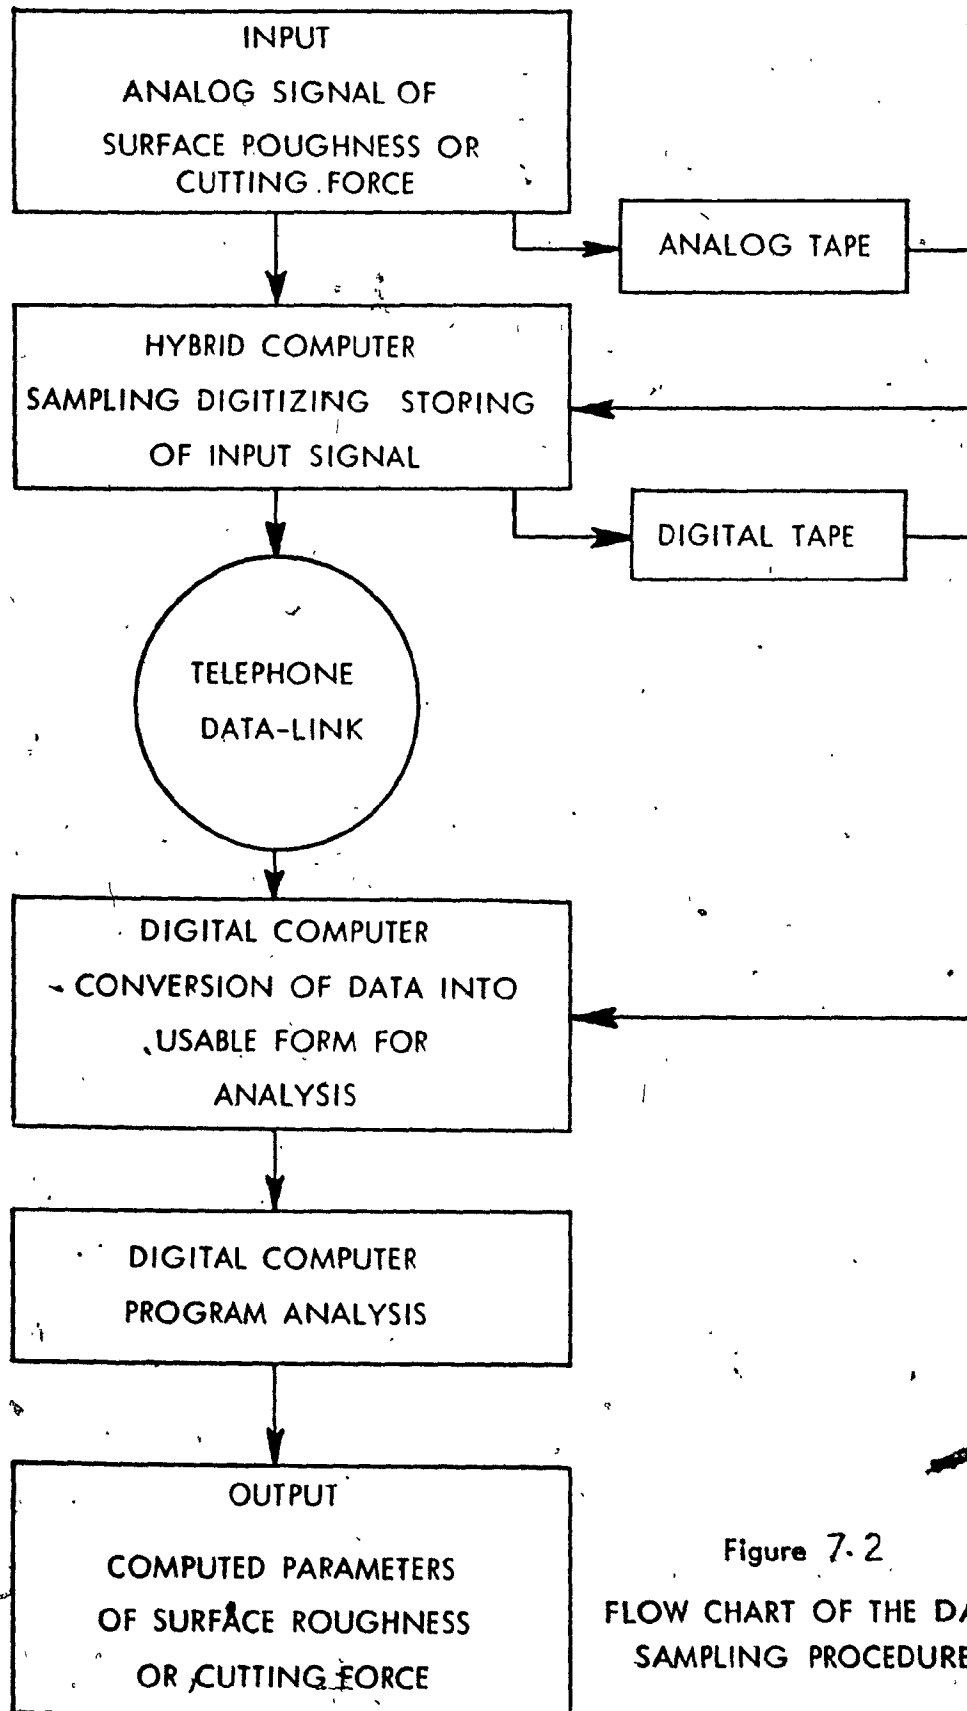 INPUT
ANALOG SIGNAL OF
SURFACE ROUGHNESS OR
CUTTING FORCE
ANALOG TAPE
HYBRID COMPUTER
SAMPLING DIGITIZING STORING
OF INPUT SIGNAL
DIGITAL TAPE
TELEPHONE
DATA-LINK
DIGITAL COMPUTER
CONVERSION OF DATA INTO
USABLE FORM FOR
ANALYSIS
DIGITAL COMPUTER
PROGRAM ANALYSIS
OUTPUT
COMPUTED PARAMETERS
OF SURFACE ROUGHNESS
OR CUTTING FORCE
Figure 7.2
FLOW CHART OF THE
SAMPLING PROCEDURE